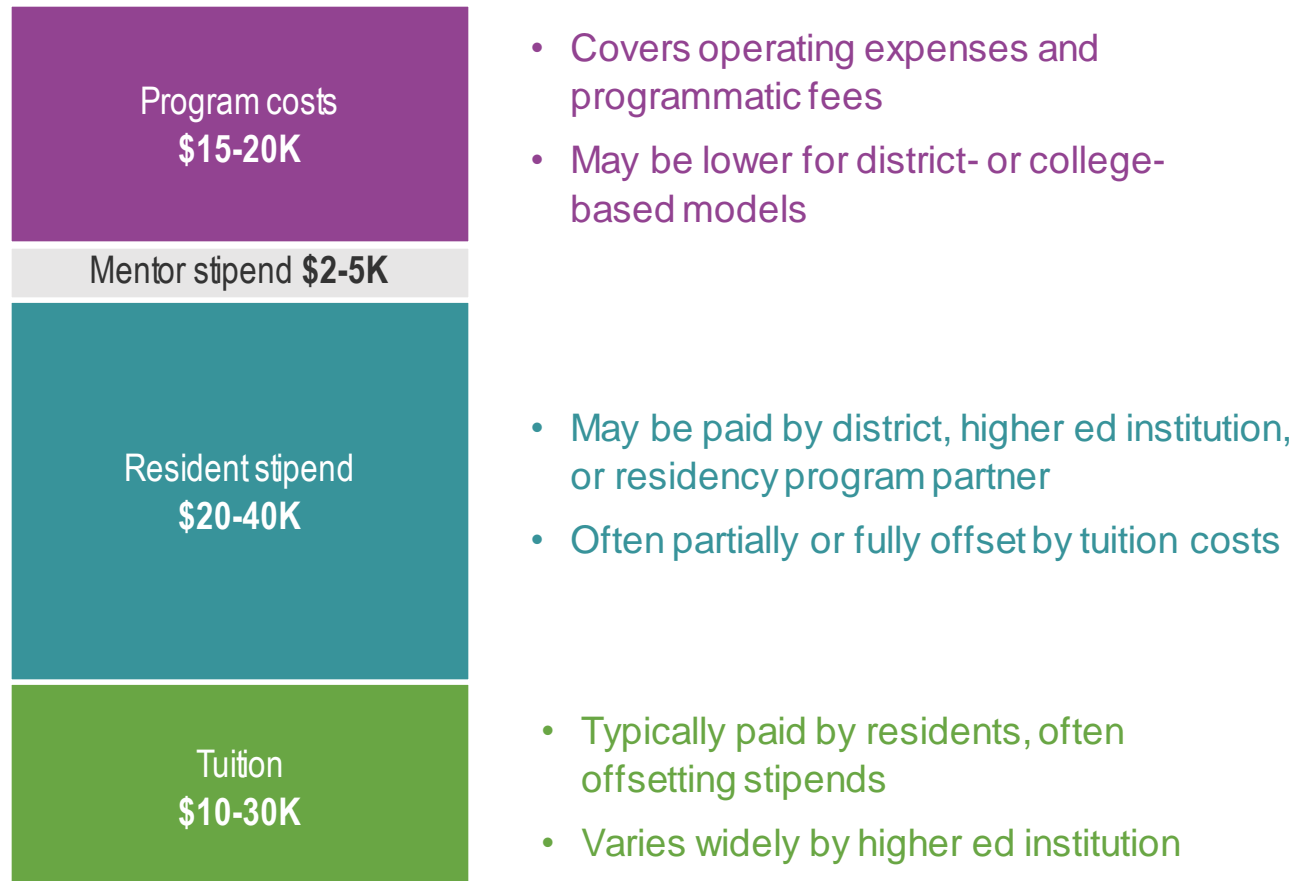 Program costs
$15-20K
• Covers operating expenses and
programmatic fees
• May be lower for district- or college-
based models
Mentor stipend $2-5K
Resident stipend
$20-40K
• May be paid by district, higher ed institution,
or residency program partner
• Often partially or fully offset by tuition costs
Tuition
$10-30K
• Typically paid by residents, often
offsetting stipends
• Varies widely by higher ed institution